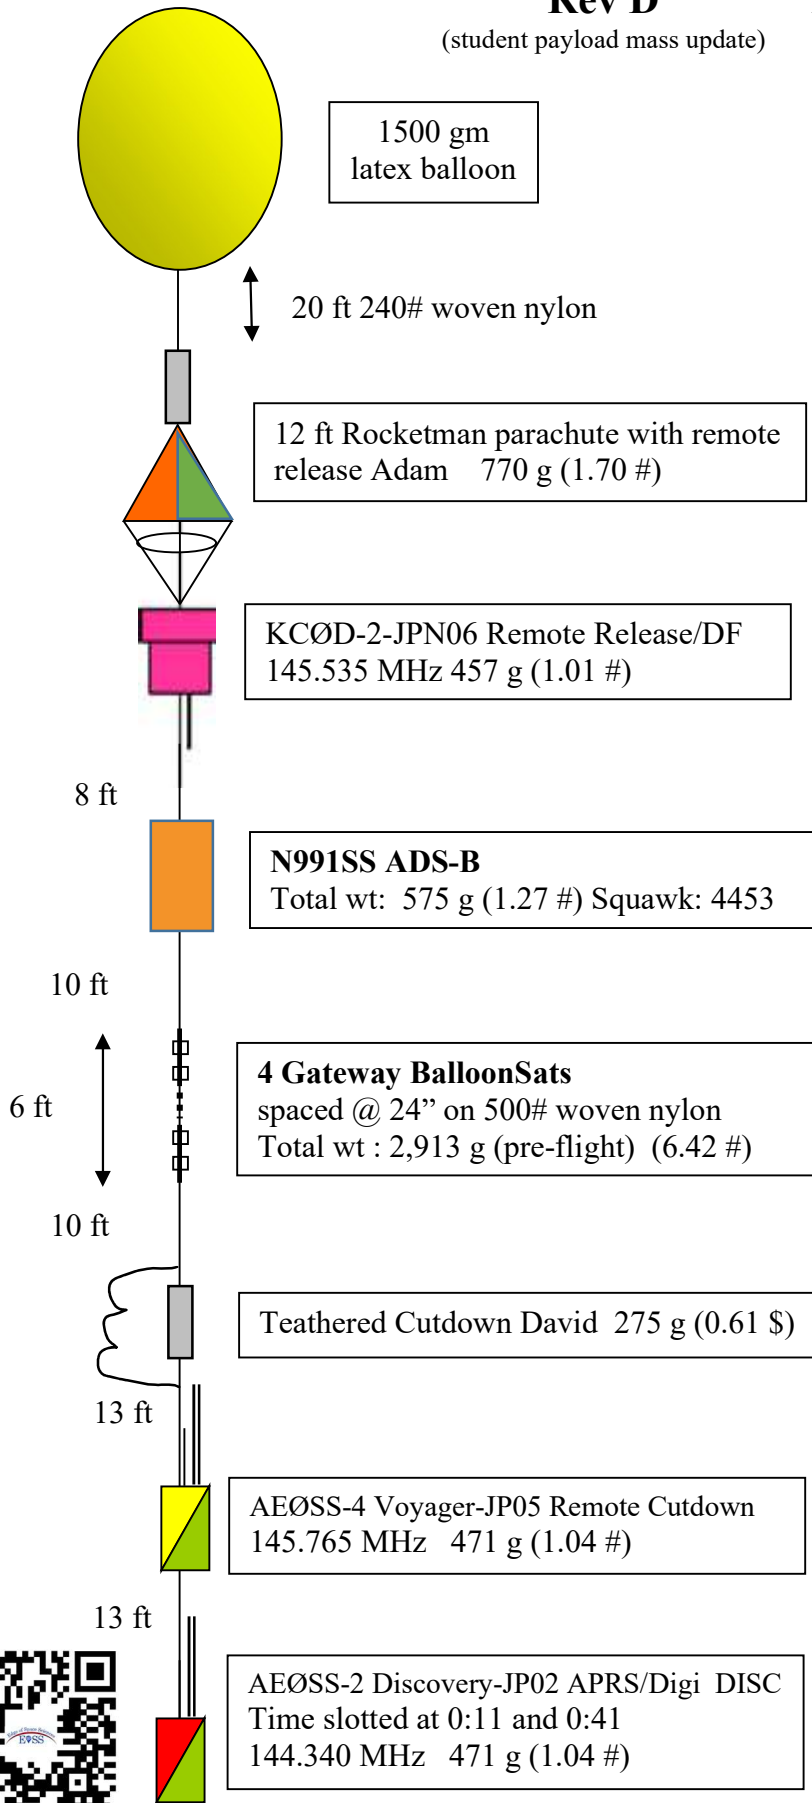 Rev D
(student payload mass update)
1500 gm
latex balloon
20 ft 240# woven nylon
12 ft Rocketman parachute with remote
release Adam 770 g (1.70 #)
KCØD-2-JPN06 Remote Release/DF
145.535 MHz 457 g (1.01 #)
8 ft
N991SS ADS-B
Total wt: 575 g (1.27 #) Squawk: 4453
10 ft
6 ft
4 Gateway BalloonSats
spaced @ 24” on 500# woven nylon
Total wt : 2,913 g (pre-flight) (6.42 #)
10 ft
Teathered Cutdown David 275 g (0.61 $)
13 ft
AEØSS-4 Voyager-JP05 Remote Cutdown
145.765 MHz 471 g (1.04 #)
13 ft
AEØSS-2 Discovery-JP02 APRS/Digi DISC
Time slotted at 0:11 and 0:41
144.340 MHz 471 g (1.04 #)